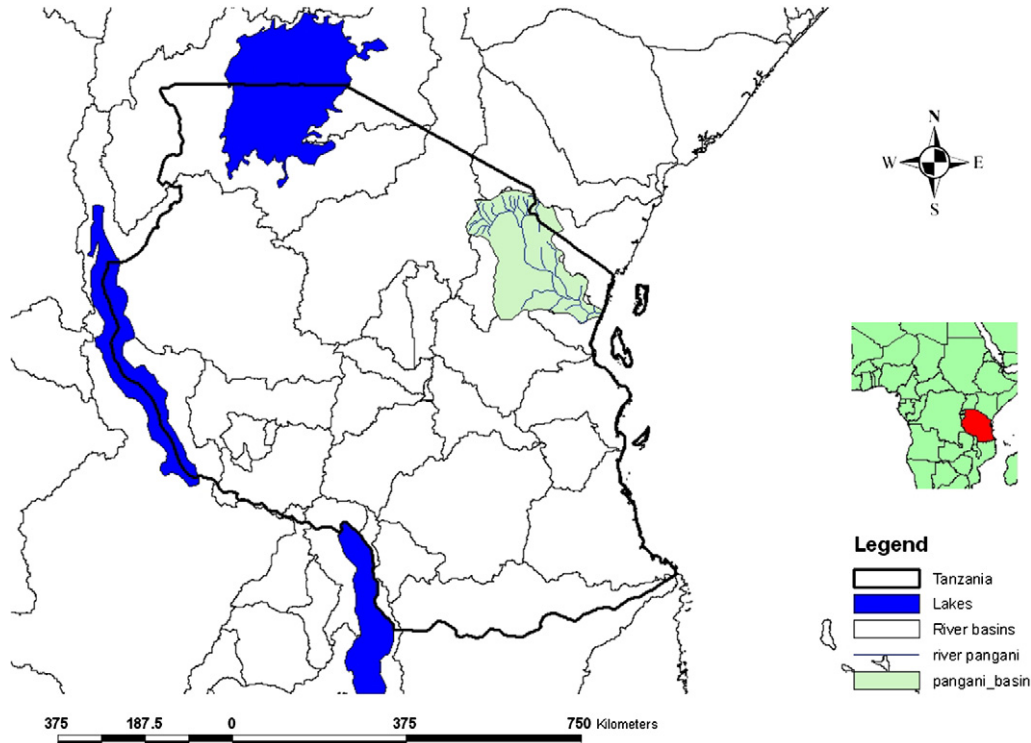 N
W E
S
Legend
Tanzania
Lakes
River basins
river pangani
pangani_basin
375 187.5 0 375 750 Kilometers